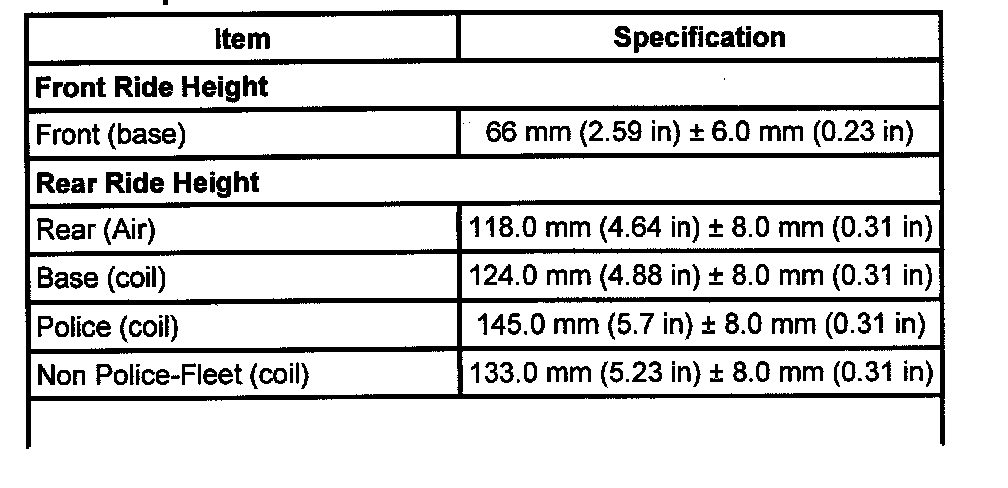 Item Specification
Front Ride Height
Front (base) 66 mm (2.59 in) ± 6.0 mm (0.23 in)
Rear Ride Height
Rear (Air) 118.0 mm (4.64 in) ± 8.0 mm (0.31 in)
Base (coil) 124.0 mm (4.88 in) ± 8.0 mm (0.31 in)
Police (coil) 145.0 mm (5.7 in) ± 8.0 mm (0.31 in)
Non Police-Fleet (coil) 133.0 mm (5.23 in) ± 8.0 mm (0.31 in)